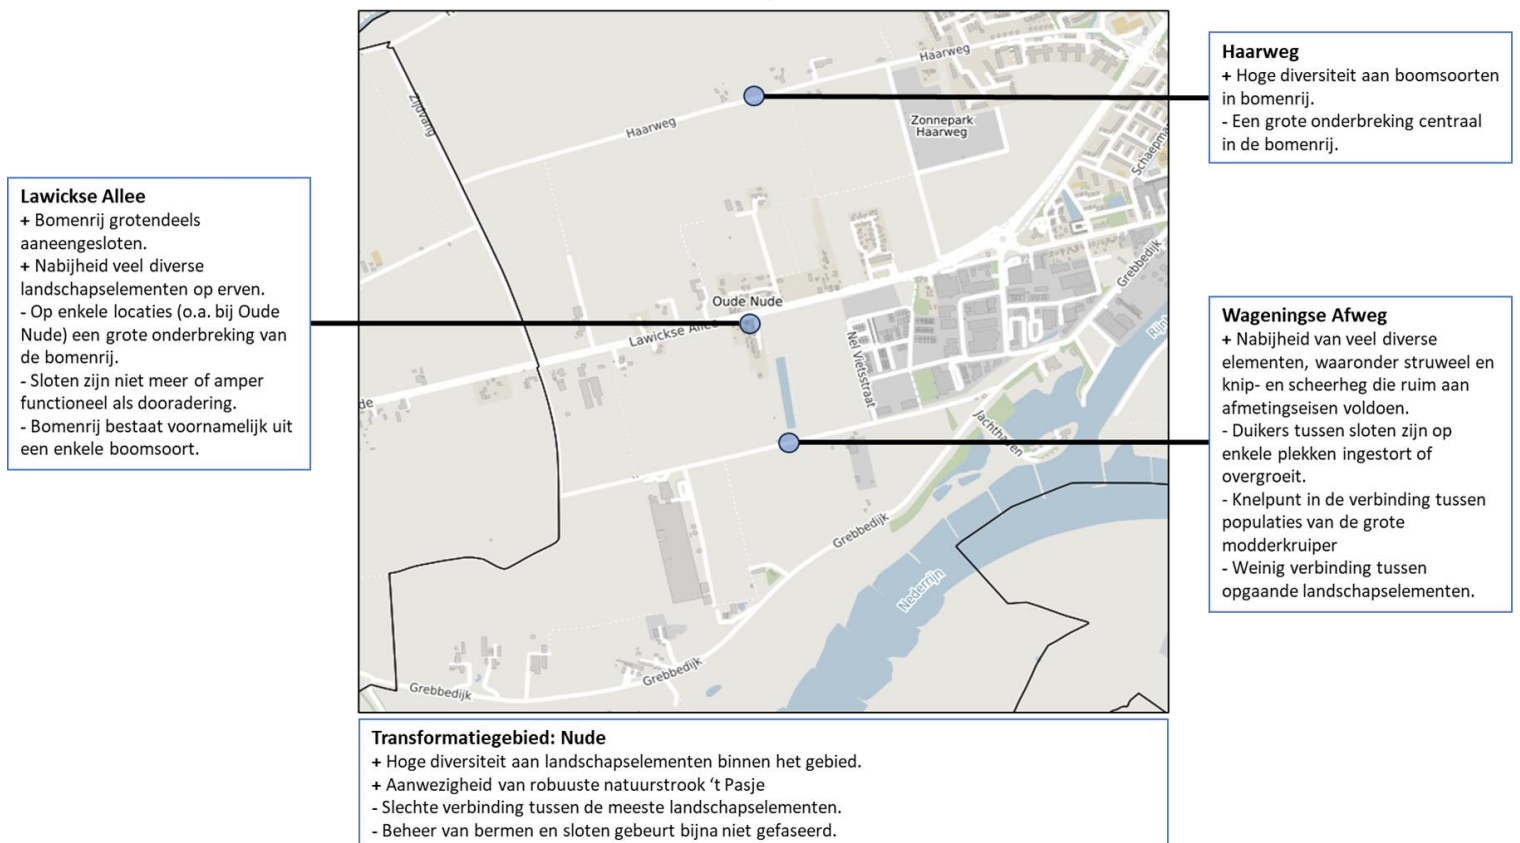 Haarweg
+ Hoge diversiteit aan boomsoorten
in bomenrij.
- Een grote onderbreking centraal
in de bomenrij.
Lawickse Allee
+ Bomenrij grotendeels
aaneengesloten.
+ Nabijheid veel diverse
landschapselementen op erven.
- Op enkele locaties (o.a. bij Oude
Nude) een grote onderbreking van
de bomenrij.
- Sloten zijn niet meer of amper
functioneel als dooradering.
- Bomenrij bestaat voornamelijk uit
een enkele boomsoort.
Wageningse Afweg
+ Nabijheid van veel diverse
elementen, waaronder struweel en
knip- en scheerheg die ruim aan
afmetingseisen voldoen.
- Duikers tussen sloten zijn op
enkele plekken ingestort of
overgroeit.
- Knelpunt in de verbinding tussen
populaties van de grote
modderkruiper
- Weinig verbinding tussen
opgaande landschapselementen.
Haarweg
Zijdvang
Haarweg
Zonnepark
Haarweg
Schaepma
Grebbedijk
Oude Nude
Lawickse Allee
Nel Vietsstraat
Rijnh
de
Jachthaven
Grebbedijk
Nederrijn
Grebbedijk
Grebbedijk
Transformatiegebied: Nude
+ Hoge diversiteit aan landschapselementen binnen het gebied.
+ Aanwezigheid van robuuste natuurstrook ‘t Pasje
- Slechte verbinding tussen de meeste landschapselementen.
- Beheer van bermen en sloten gebeurt bijna niet gefaseerd.